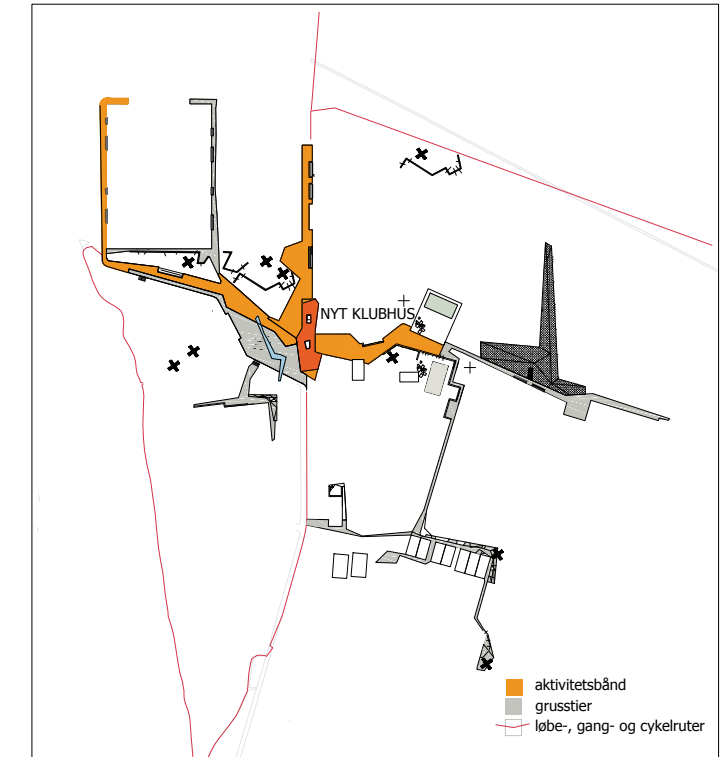 NYT KLUBHUS
aktivitetsbånd
grusstier
løbe-, gang- og cykelruter